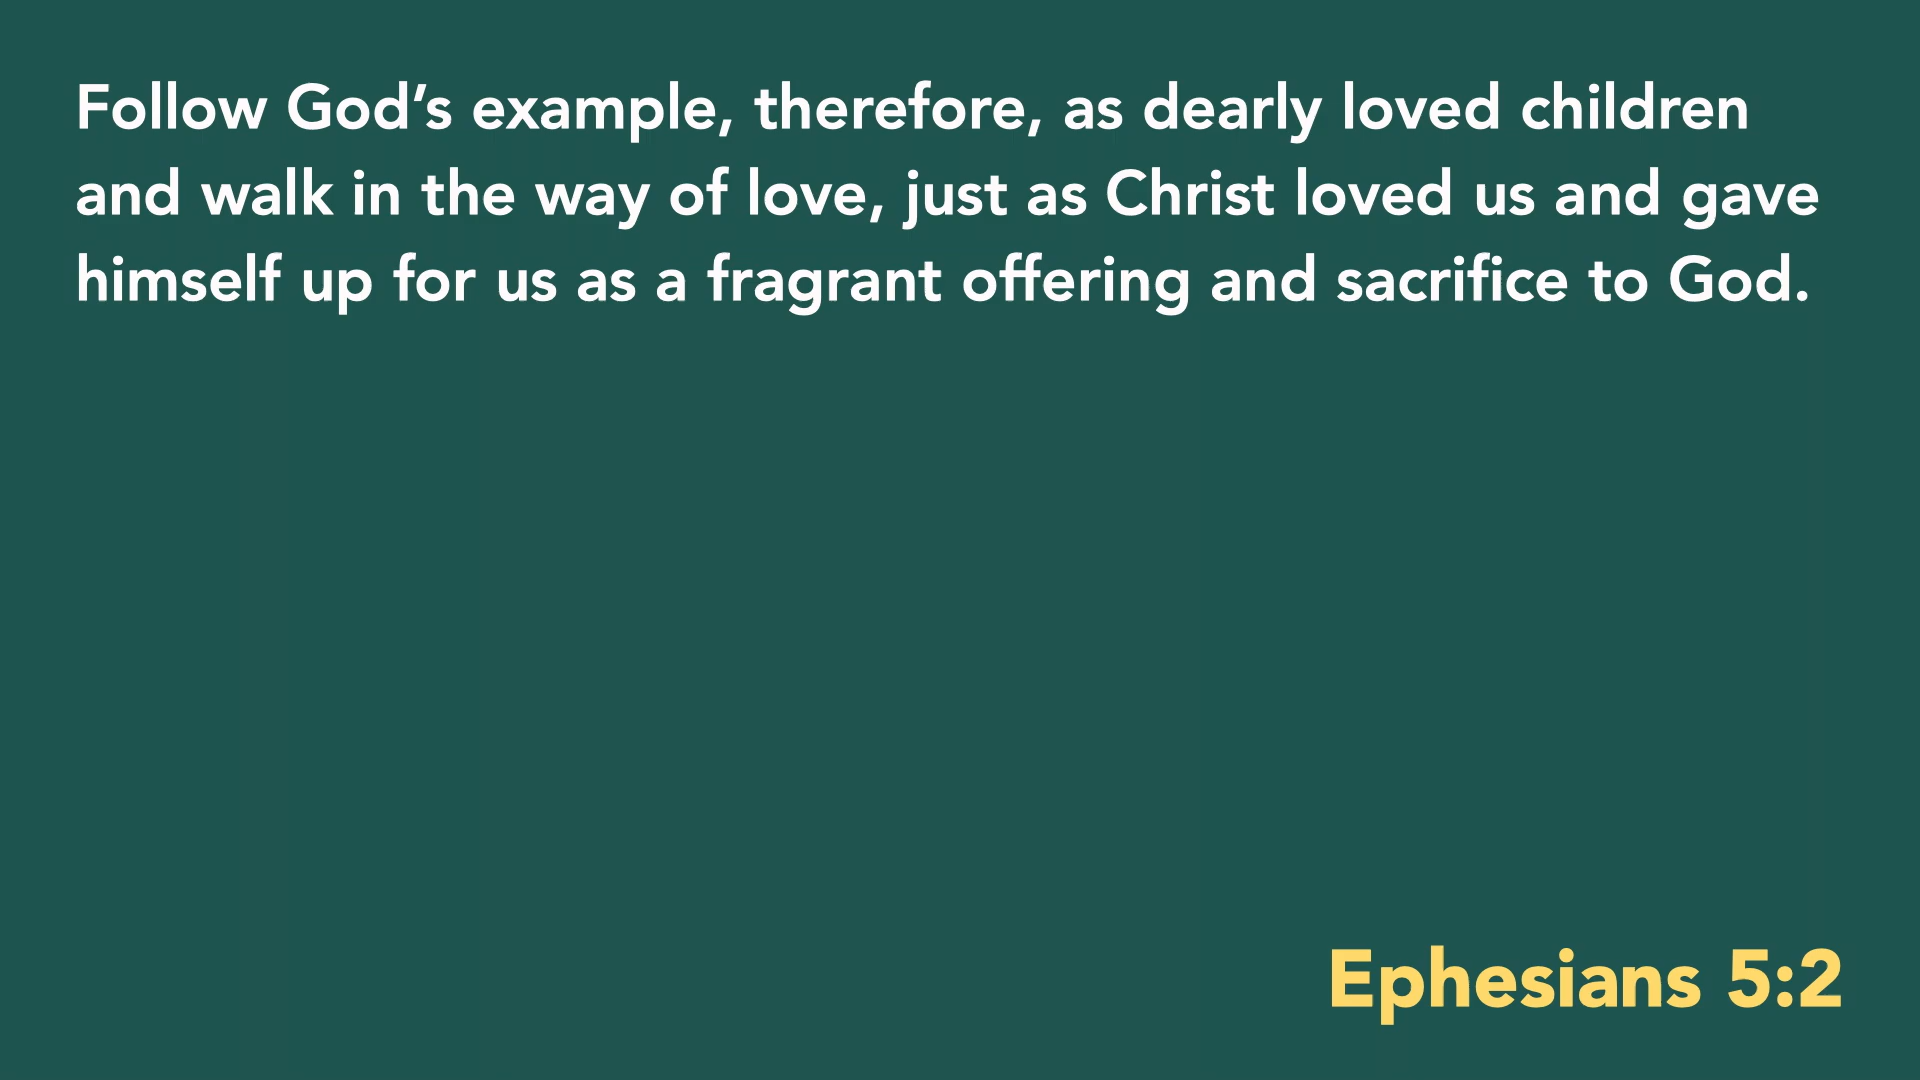 Follow God’s example, therefore, as dearly loved children
and walk in the way of love, just as Christ loved us and gave
himself up for us as a fragrant offering and sacrifice to God.
Ephesians 5:2